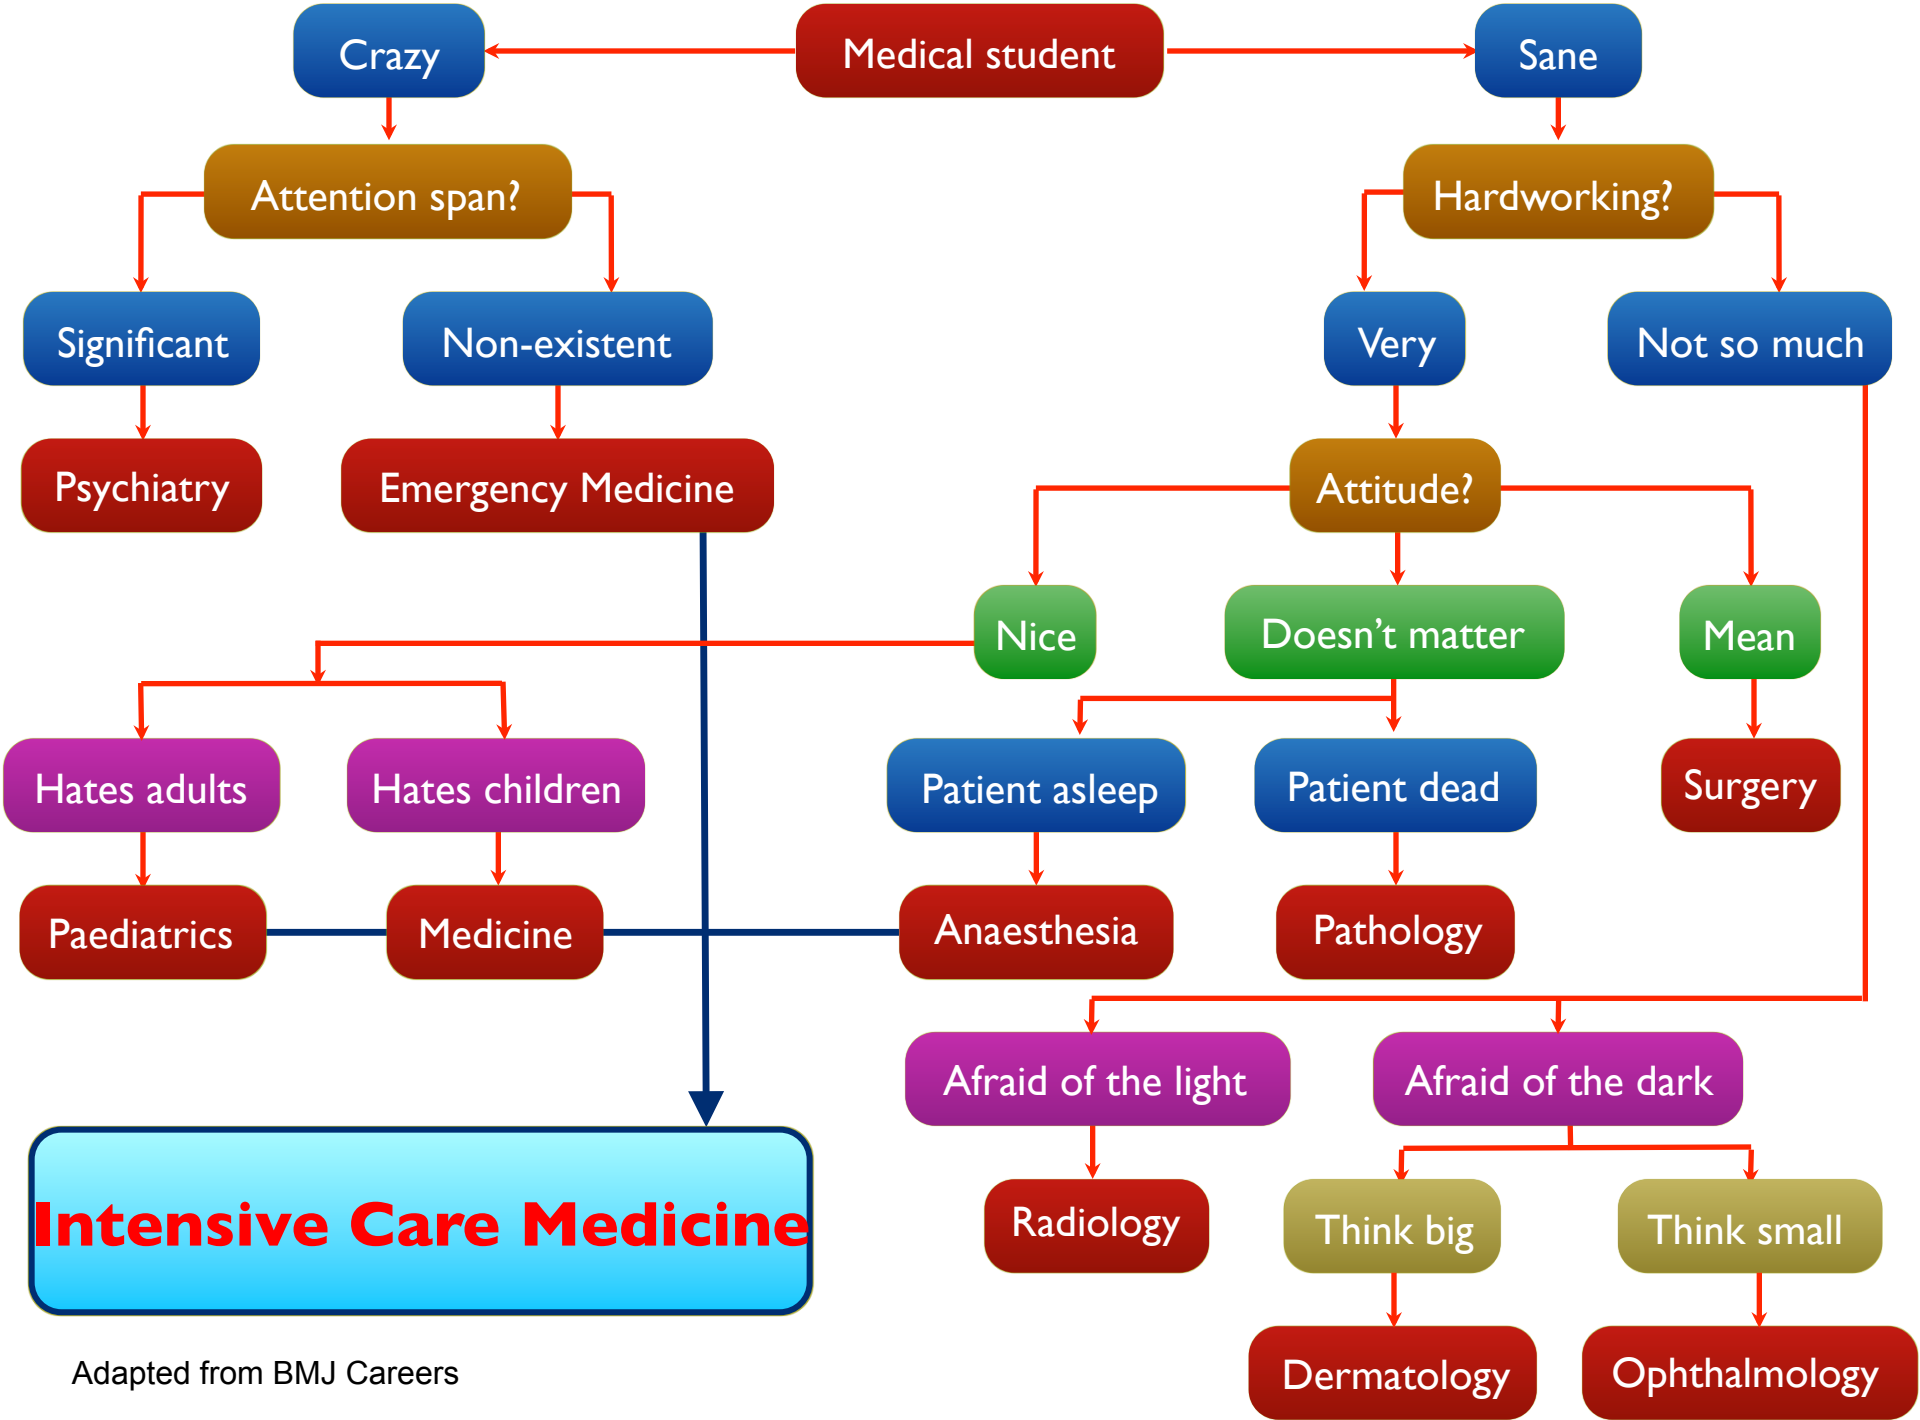 Crazy
Medical student
Sane
Attention span?
Hardworking?
Significant
Non-existent
Very
Not so much
Psychiatry
Emergency Medicine
Attitude?
Nice
Doesn’t matter
Mean
Hates adults
Hates children
Patient asleep
Patient dead
Surgery
Paediatrics
Medicine
Anaesthesia
Pathology
Afraid of the light
Afraid of the dark
Intensive Care Medicine
Radiology
Think big
Think small
Adapted from BMJ Careers
Dermatology
Ophthalmology